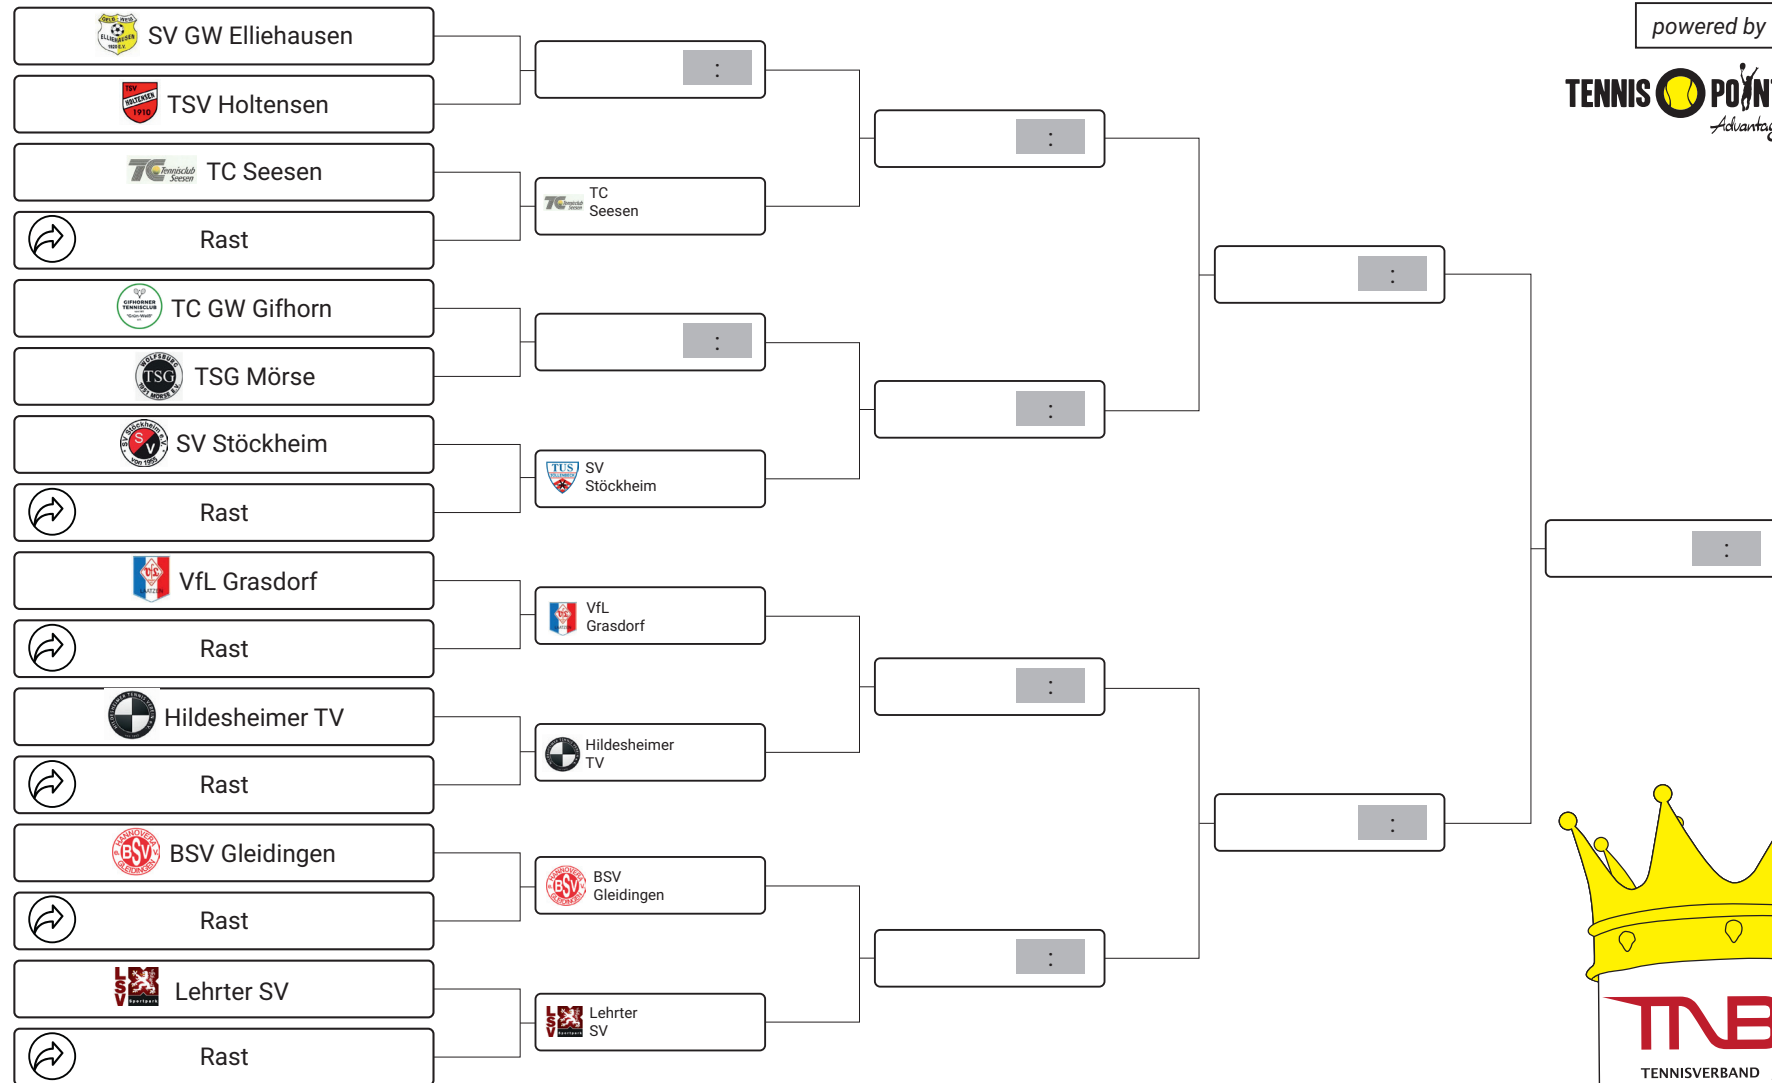 SV GW Elliehausen
TSV Holtensen
TC Seesen
Rast
TC GW Gifhorn
TSG Mörse
SV Stöckheim
Rast
VfL Grasdorf
Rast
Hildesheimer TV
Rast
BSV Gleidingen
Rast
Lehrter SV
Rast
:
TC
Seesen
:
SV
Stöckheim
VfL
Grasdorf
Hildesheimer
TV
BSV
Gleidingen
Lehrter
SV
:
:
:
:
:
:
:
powered by
TENNIS POINT
TNB
TENNISVERBAND